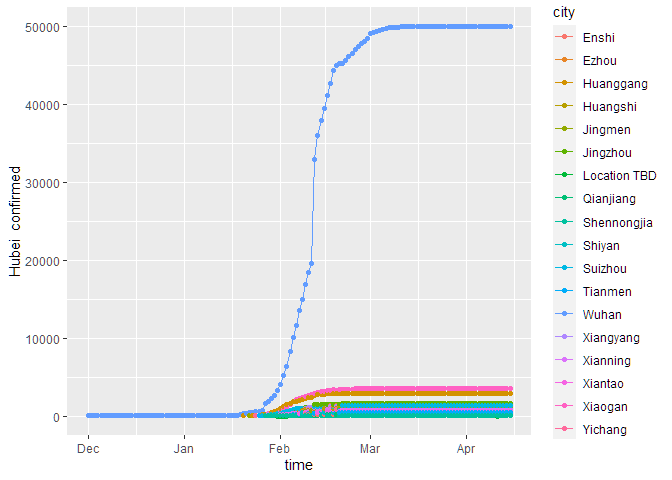 city
50000
40000
30000
20000
10000
0
Hubei confirmed
Dec
Jan
Feb
Mar
Apr
time
Enshi
Ezhou
Huanggang
Huangshi
Jingmen
Jingzhou
Location TBD
Qianjiang
Shennongjia
Shiyan
Suizhou
Tianmen
Wuhan
Xiangyang
Xianning
Xiantao
Xiaogan
Yichang